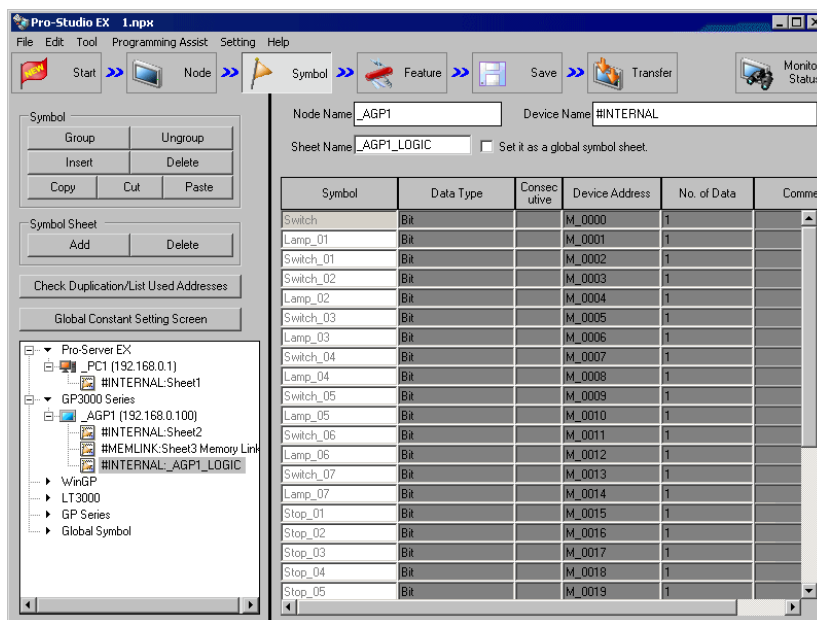 Pro-Studio EX 1.npx
File Edit Tool Programming Assist Setting Help
NEW Start Node Symbol Feature Save Transfer Monito Statu
Symbol
Group Ungroup
Insert Delete
Copy Cut Paste
Symbol Sheet
Add Delete
Check Duplication/List Used Addresses
Global Constant Setting Screen
Pro-Server EX
_PC1 (192.168.0.1)
#INTERNAL:Sheet1
GP3000 Series
_AGP1 (192.168.0.100)
#INTERNAL:Sheet2
#MEMLINK:Sheet3 Memory Link
#INTERNAL:_AGP1_LOGIC
WinGP
LT3000
GP Series
Global Symbol
Node Name _AGP1 Device Name #INTERNAL
Sheet Name _AGP1_LOGIC Set it as a global symbol sheet.
Symbol Data Type Consecutive Device Address No. of Data Comme
Switch Bit M_0000 1
Lamp_01 Bit M_0001 1
Switch_01 Bit M_0002 1
Switch_02 Bit M_0003 1
Lamp_02 Bit M_0004 1
Switch_03 Bit M_0005 1
Lamp_03 Bit M_0006 1
Switch_04 Bit M_0007 1
Lamp_04 Bit M_0008 1
Switch_05 Bit M_0009 1
Lamp_05 Bit M_0010 1
Switch_06 Bit M_0011 1
Lamp_06 Bit M_0012 1
Switch_07 Bit M_0013 1
Lamp_07 Bit M_0014 1
Stop_01 Bit M_0015 1
Stop_02 Bit M_0016 1
Stop_03 Bit M_0017 1
Stop_04 Bit M_0018 1
Stop_05 Bit M_0019 1